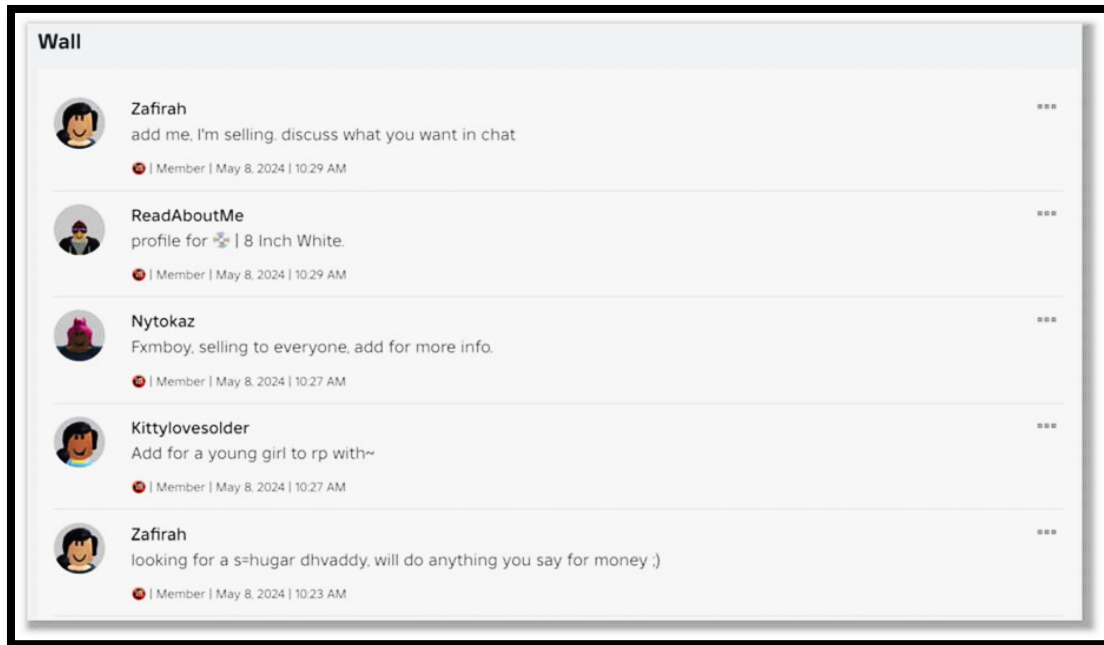 Wall
Zafirah
add me, I'm selling. discuss what you want in chat
| Member | May 8, 2024 | 10:29 AM
ReadAboutMe
profile for 💿 | 8 Inch White.
| Member | May 8, 2024 | 10:29 AM
Nytokaz
Fxmboy, selling to everyone, add for more info.
| Member | May 8, 2024 | 10:27 AM
Kittylovesolder
Add for a young girl to rp with~
| Member | May 8, 2024 | 10:27 AM
Zafirah
looking for a s=hugar dhvaddy, will do anything you say for money ;)
| Member | May 8, 2024 | 10:23 AM